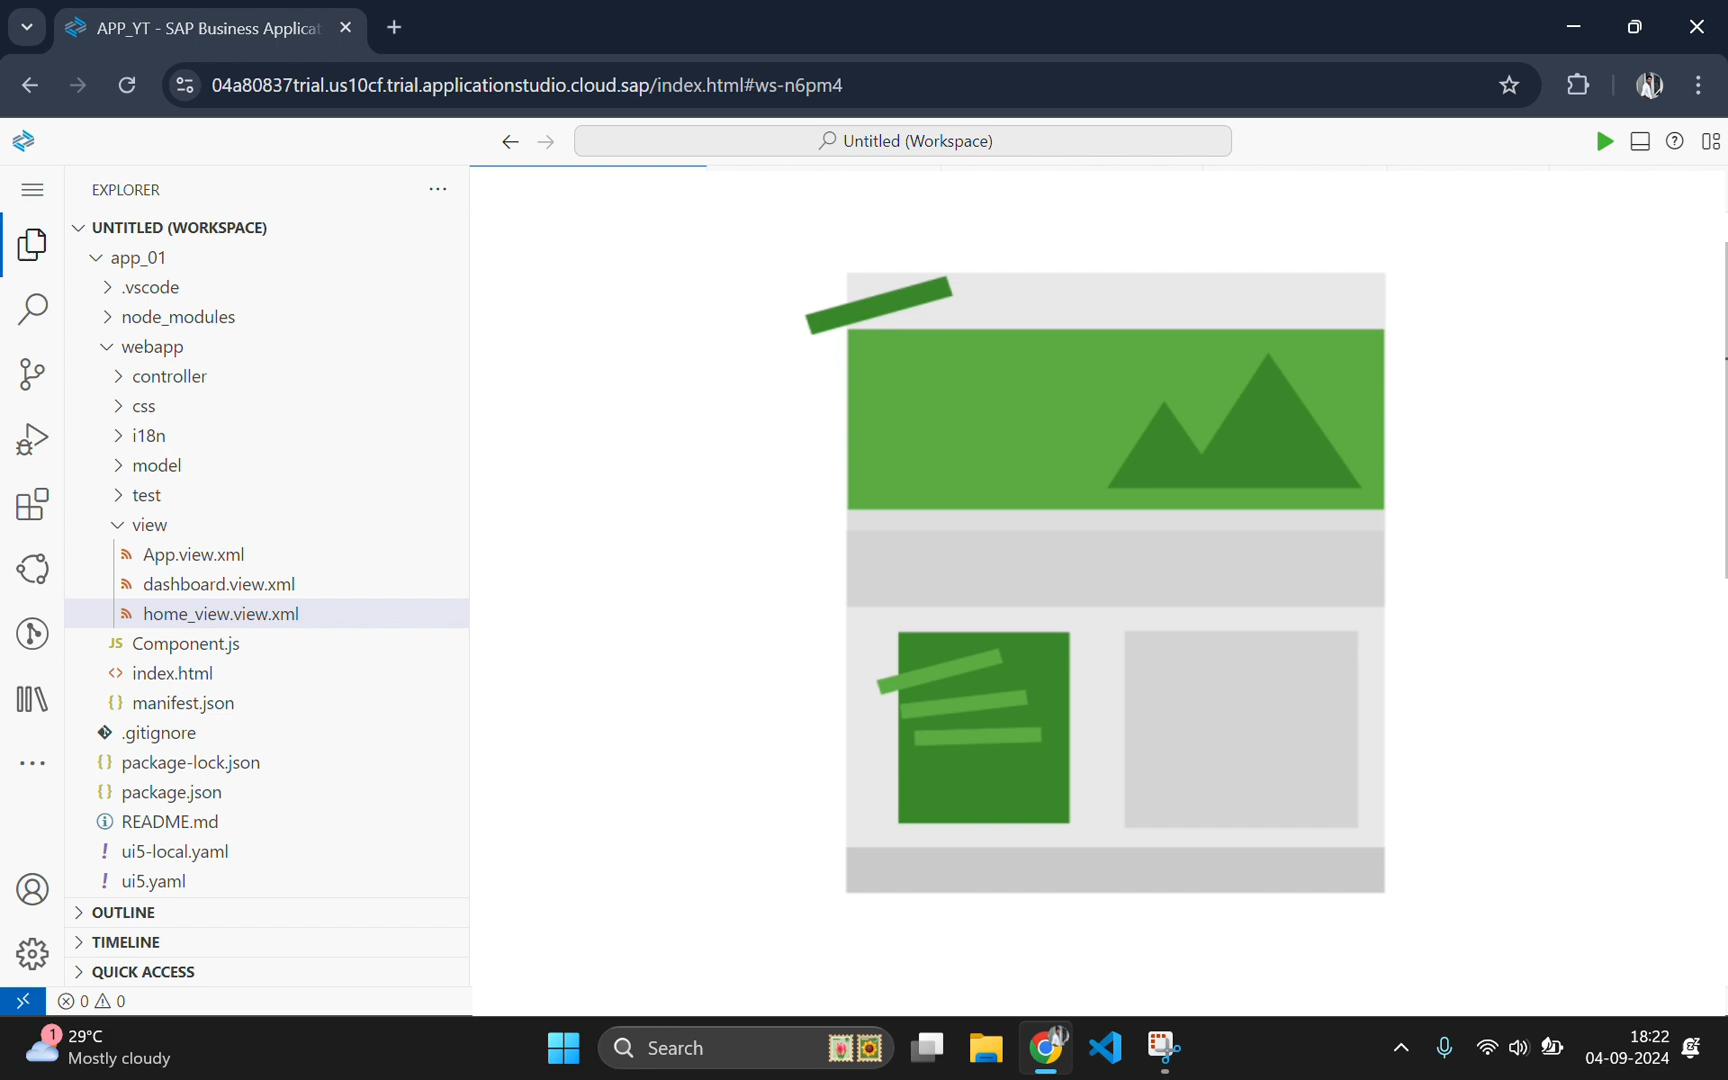 APP_YT - SAP Business Applicat
04a80837trial.us10cf.trial.applicationstudio.cloud.sap/index.html#ws-n6pm4
Untitled (Workspace)
EXPLORER
UNTITLED (WORKSPACE)
app_01
.vscode
node_modules
webapp
controller
css
i18n
model
test
view
App.view.xml
dashboard.view.xml
home_view.view.xml
JS Component.js
index.html
manifest.json
.gitignore
package-lock.json
package.json
README.md
ui5-local.yaml
ui5.yaml
OUTLINE
TIMELINE
QUICK ACCESS
0 0
1 29°C
Mostly cloudy
Search
18:22
04-09-2024